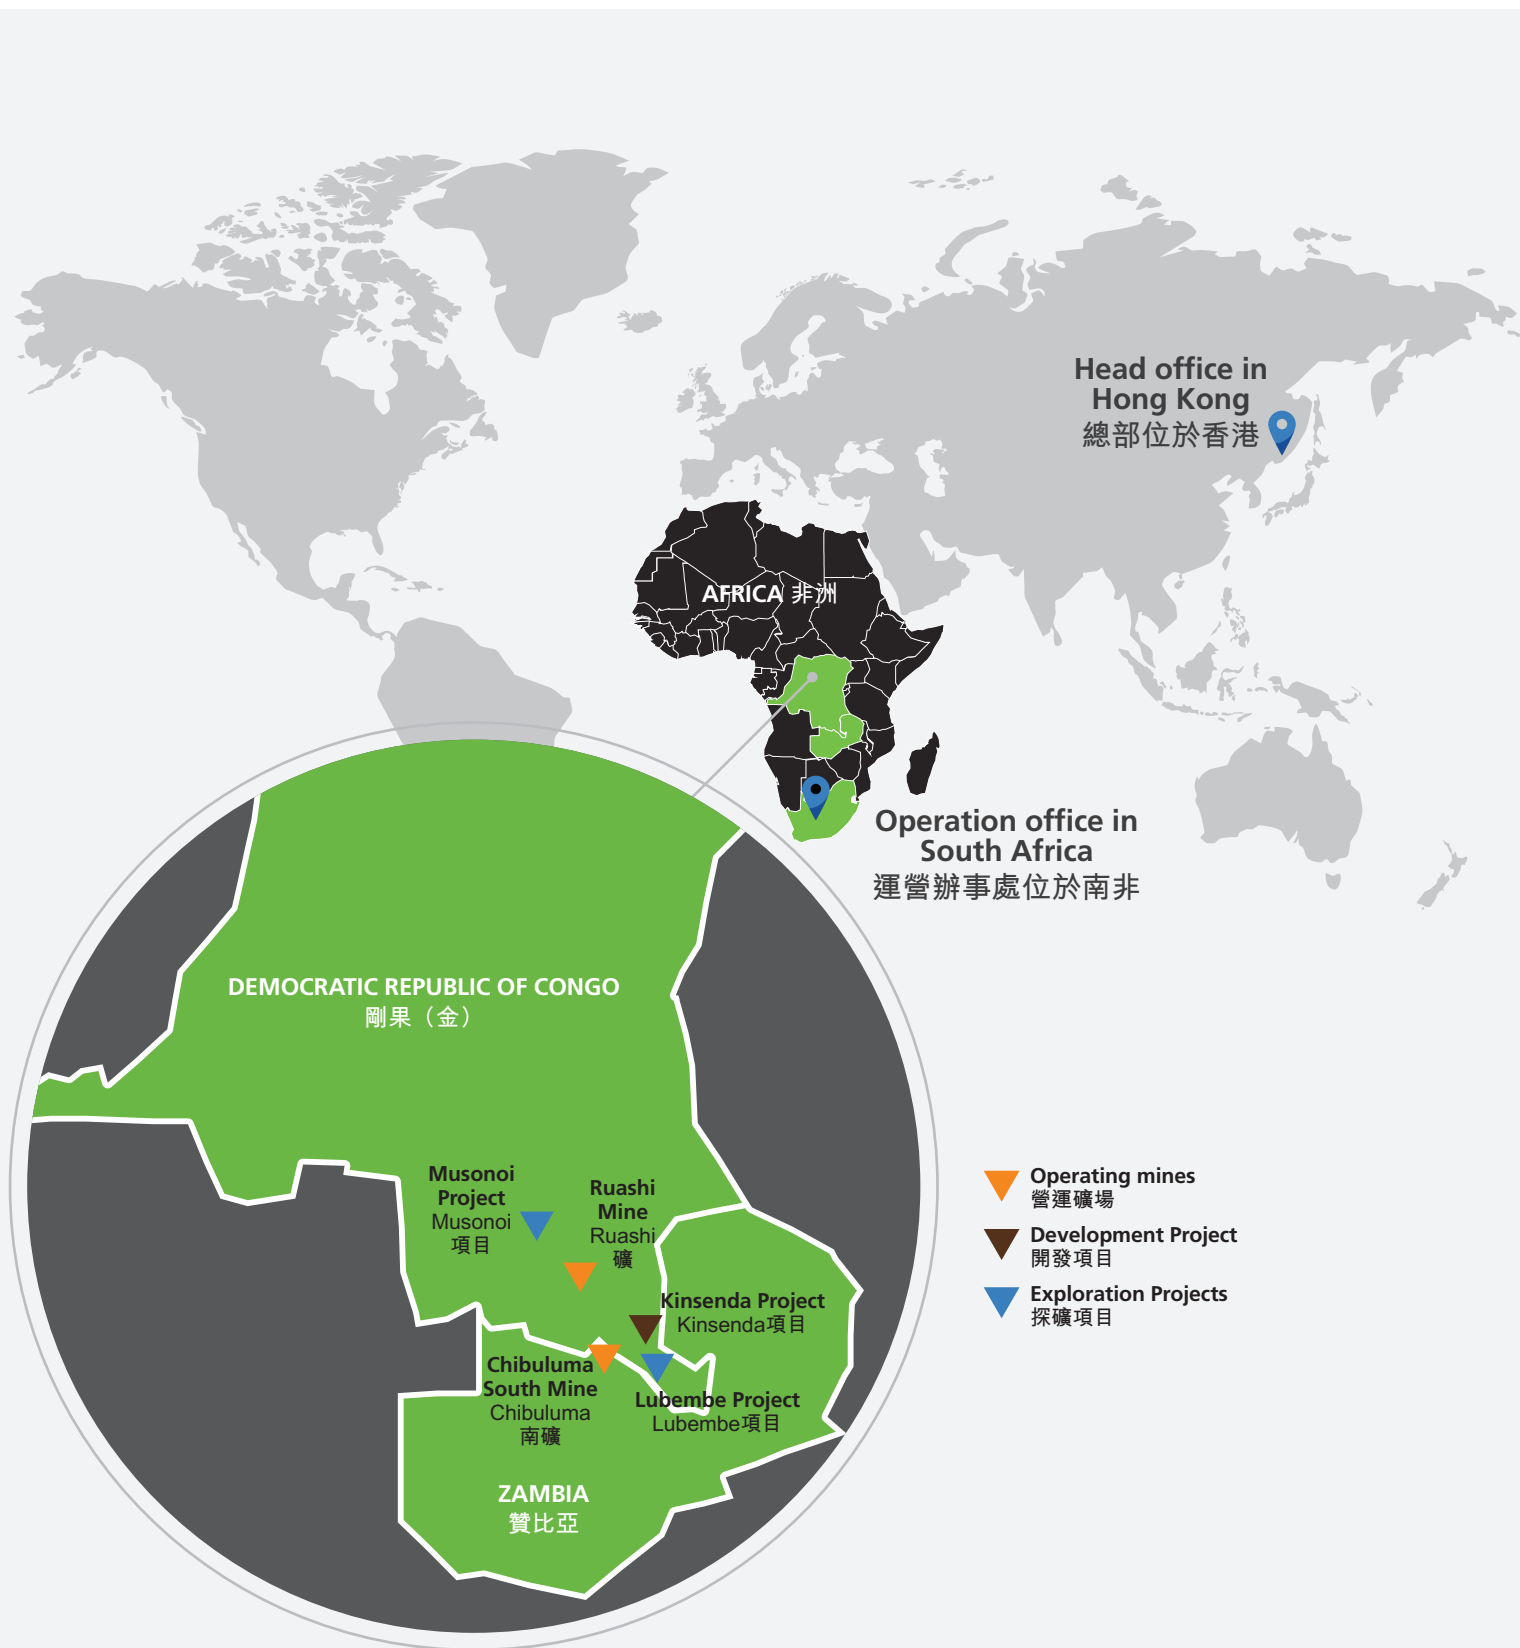 Head office in
Hong Kong
總部位於香港
AFRICA 非洲
Operation office in
South Africa
運營辦事處位於南非
DEMOCRATIC REPUBLIC OF CONGO
剛果（金）
Musonoi
Project
Musonoi
項目
Ruashi
Mine
Ruashi
礦
Kinsenda Project
Kinsenda項目
Chibuluma
South Mine
Chibuluma
南礦
Lubembe Project
Lubembe項目
ZAMBIA
贊比亞
Operating mines
營運礦場
Development Project
開發項目
Exploration Projects
探礦項目